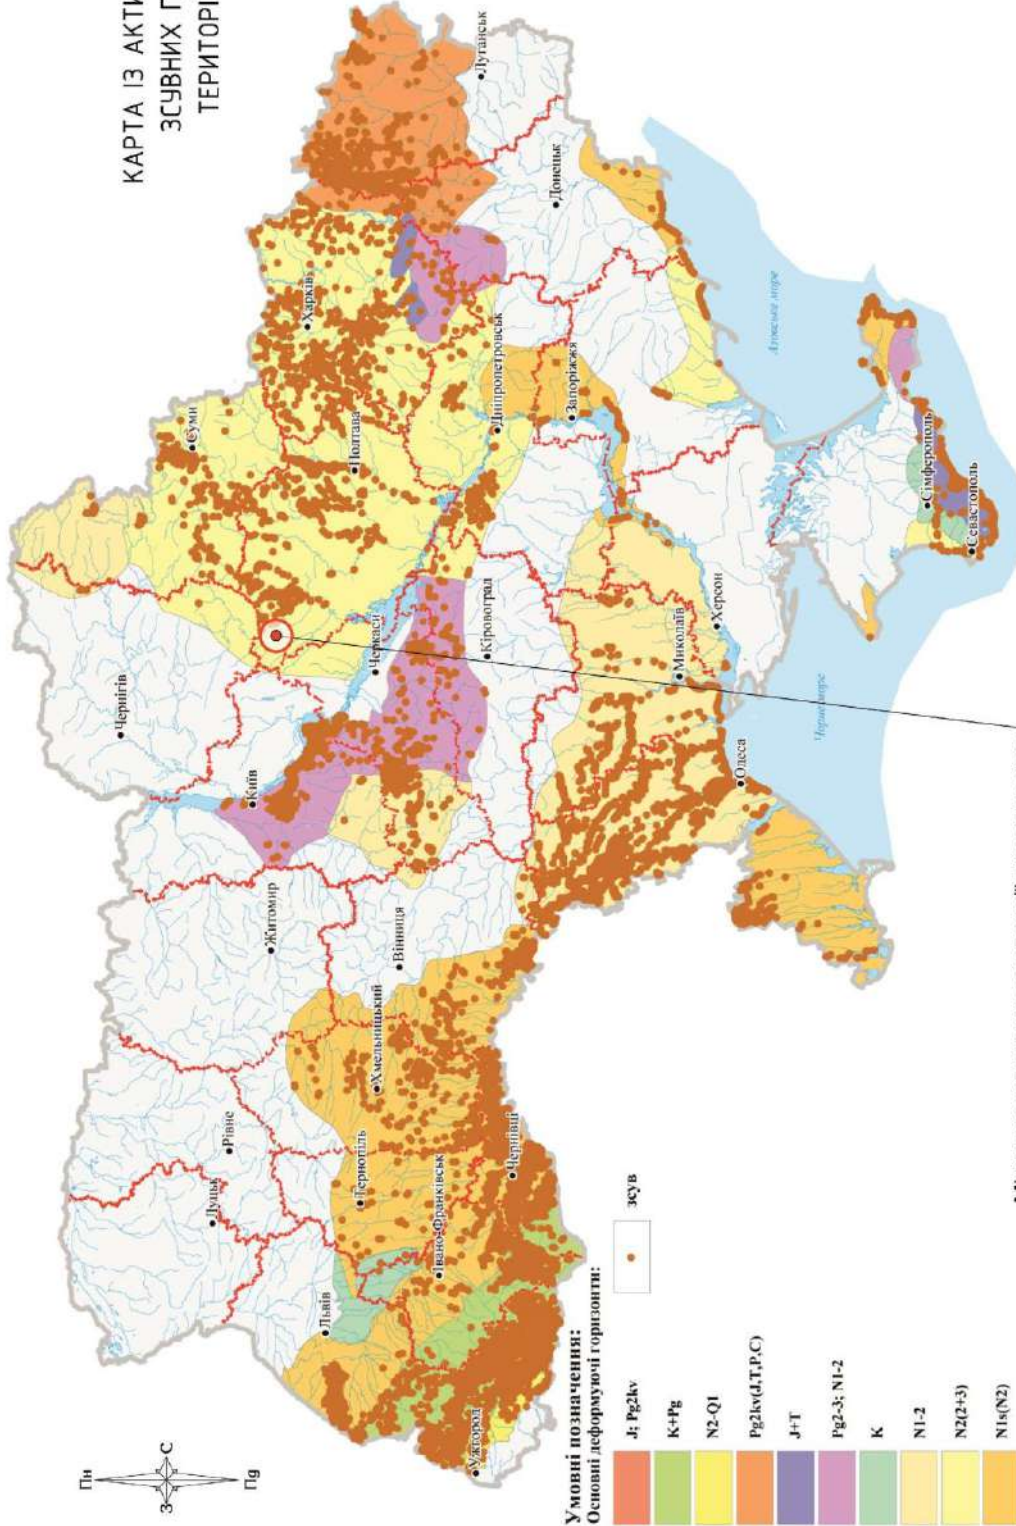 КАРТА ІЗ АКТИ
ЗСУВНИХ П
ТЕРИТОРІ
Пн
З
С
Пд
Чернігів
Суми
Луцьк
Рівне
Житомир
Київ
Харків
Луганськ
Львів
Тернопіль
Хмельницький
Вінниця
Черкаси
Полтава
Ужгород
Івано-Франківськ
Чернівці
Кіровоград
Дніпропетровськ
Донецьк
Запоріжжя
Миколаїв
Херсон
Одеса
Азовське море
Чорне море
Сімферополь
Севастополь
Умовні позначення:
Основні деформуючі горизонти:
J; Pg2kv
K+Pg
N2-Q1
Pg2kv(J,T,P,C)
J+T
Pg2-3; N1-2
K
N1-2
N2(2+3)
N1s(N2)
зсув